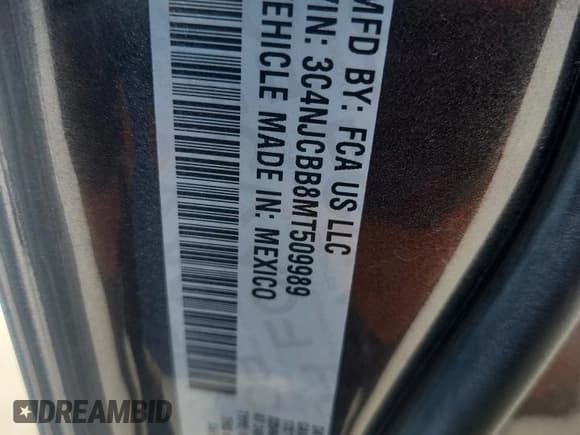 MFD BY: FCA US LLC
VIN: 3C4NJCBB8MT509989
VEHICLE MADE IN: MEXICO
DREAMBID